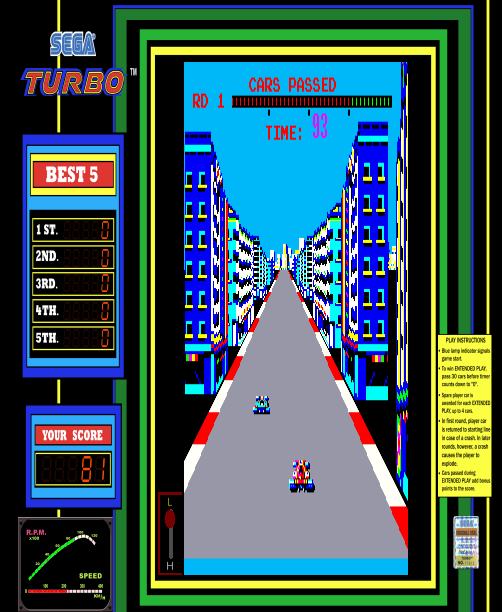 SEGA
TURBO™
CARS PASSED
RD 1
TIME: 93
BEST 5
1 ST. 0
2ND. 0
3RD. 0
4TH. 0
5TH. 0
YOUR SCORE
81
PLAY INSTRUCTIONS
• Blue lamp indicator signals
game start.
• To win EXTENDED PLAY,
pass 30 cars before timer
counts down to "0".
• Spare player car is
awarded for each EXTENDED
PLAY, up to 4 cars.
• In first round, player car
is returned to starting line
in case of a crash. In later
rounds, however, a crash
causes the player to
explode.
• Cars passed during
EXTENDED PLAY add bonus
points to the score.
L
H
R.P.M.
x100
SPEED
SEGA